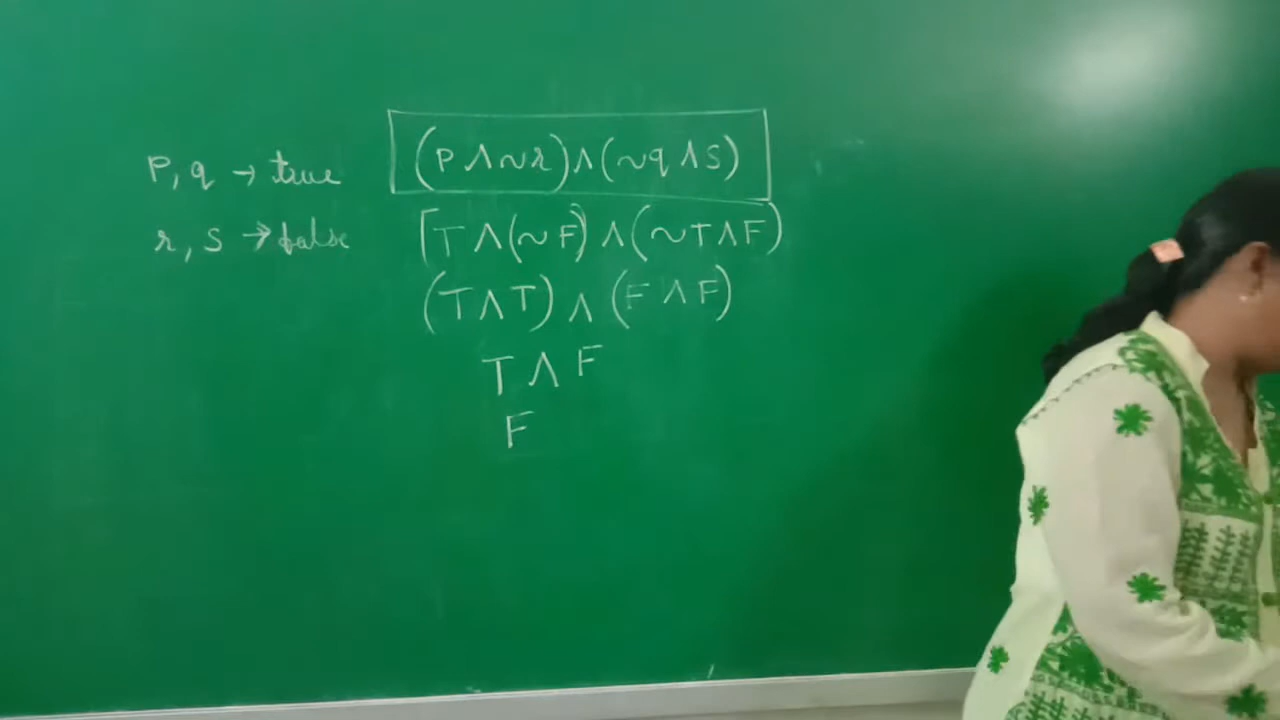 P, q → true (P ∧ ~r) ∧ (~q ∧ S)
r, S → false [T ∧ (~F) ∧ (~T ∧ F)
(T ∧ T) ∧ (F ∧ F)
T ∧ F
F